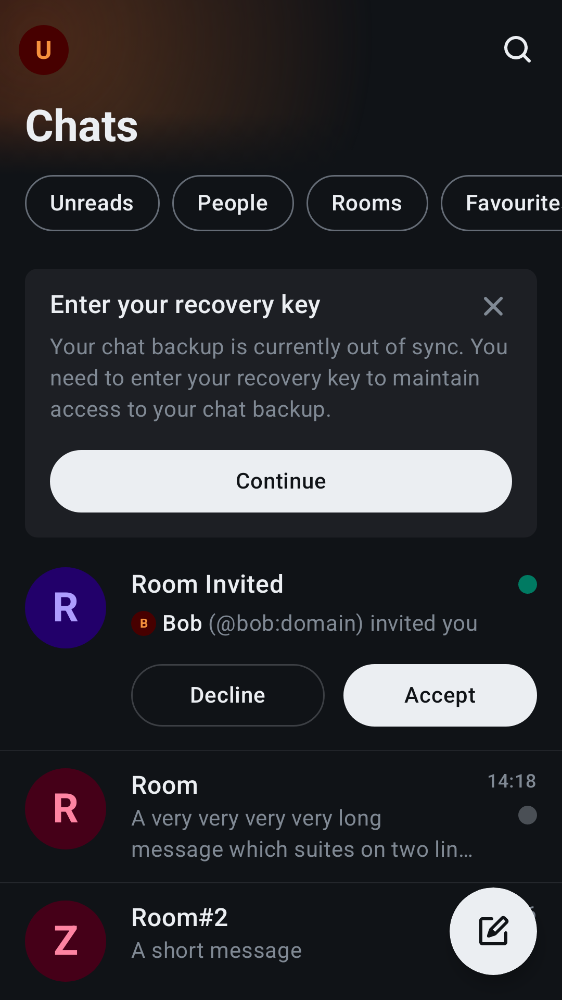 U
Chats
Unreads
People
Rooms
Favourite
Enter your recovery key
Your chat backup is currently out of sync. You
need to enter your recovery key to maintain
access to your chat backup.
Continue
R
Room Invited
B Bob (@bob:domain) invited you
Decline
Accept
R
Room
14:18
A very very very very long
message which suites on two lin…
Z
Room#2
A short message